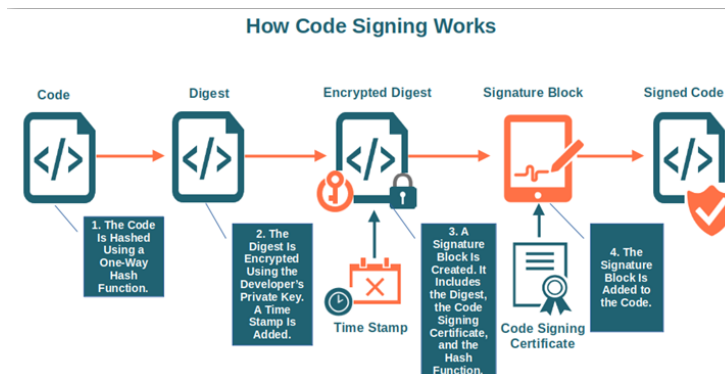 How Code Signing Works
Code
Digest
Encrypted Digest
Signature Block
Signed Code
1. The Code
Is Hashed
Using a
One-Way
Hash
Function.
2. The
Digest Is
Encrypted
Using the
Developer's
Private Key.
A Time
Stamp Is
Added.
Time Stamp
3. A
Signature
Block Is
Created. It
Includes
the Digest,
the Code
Signing
Certificate,
and the
Hash
Function.
Code Signing
Certificate
4. The
Signature
Block Is
Added to
the Code.